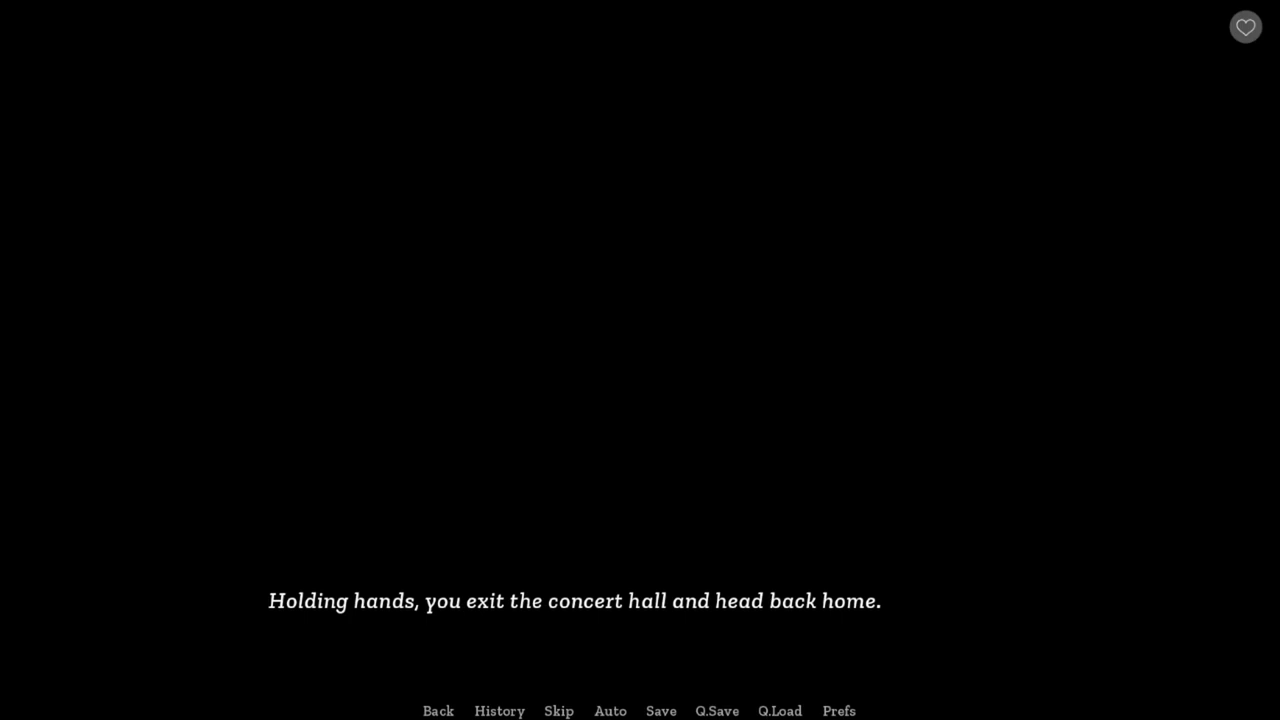 Holding hands, you exit the concert hall and head back home.
Back History Skip Auto Save Q.Save Q.Load Prefs